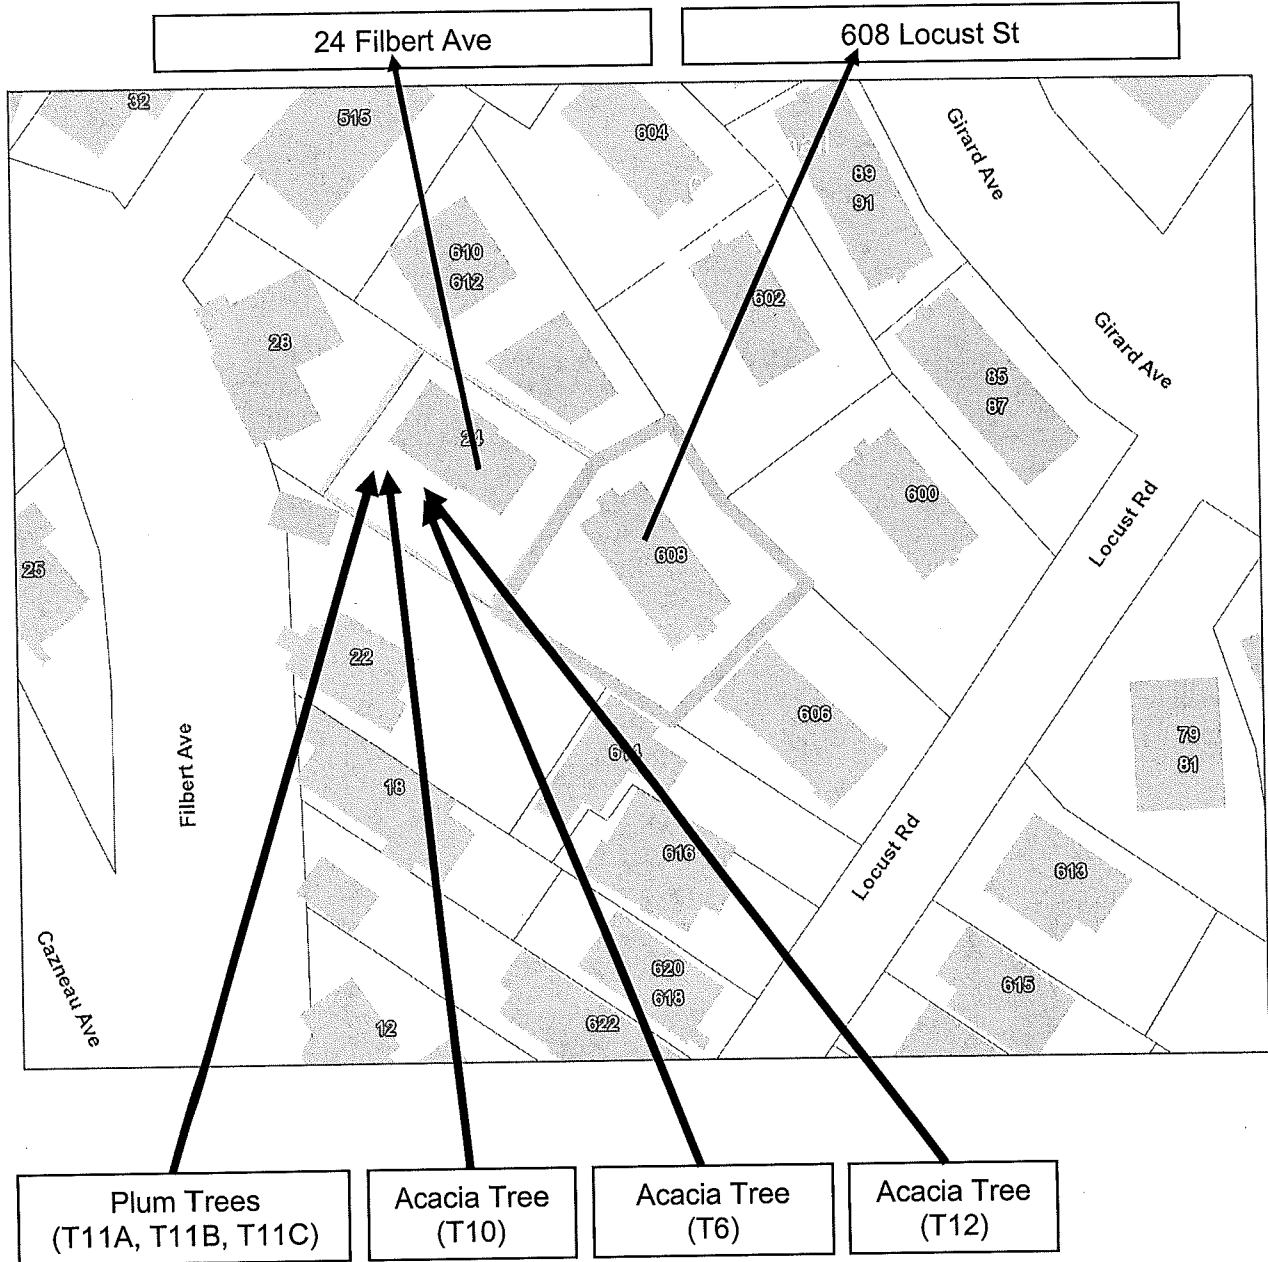 24 Filbert Ave
608 Locust St
32
515
604
89
91
Girard Ave
610
612
602
28
Girard Ave
85
87
24
600
Locust Rd
608
25
22
606
614
79
81
Filbert Ave
18
616
Locust Rd
613
Cazneau Ave
620
618
615
622
12
Plum Trees
(T11A, T11B, T11C)
Acacia Tree
(T10)
Acacia Tree
(T6)
Acacia Tree
(T12)